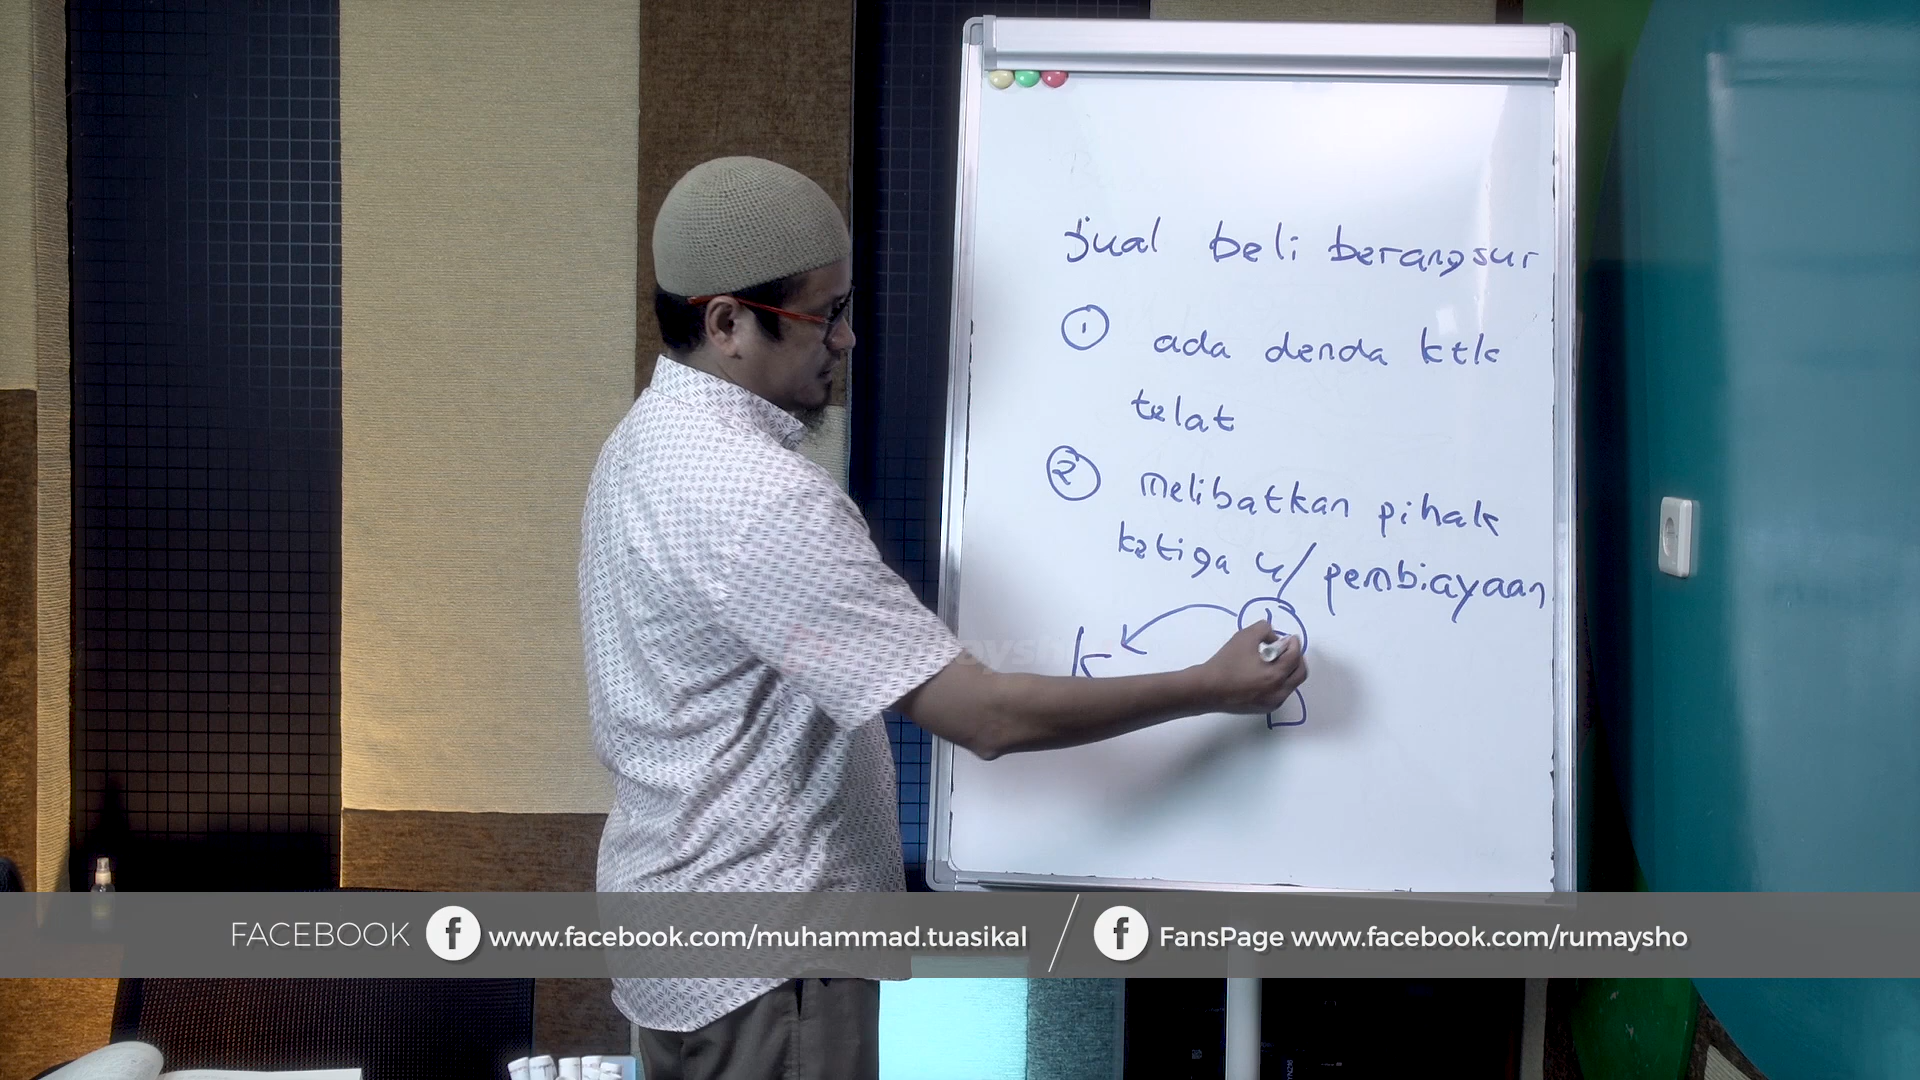 jual beli berangsur
① ada denda ktk
telat
② melibatkan pihak
ketiga u/ pembiayaan.
K
FACEBOOK f www.facebook.com/muhammad.tuasikal / f FansPage www.facebook.com/rumaysho